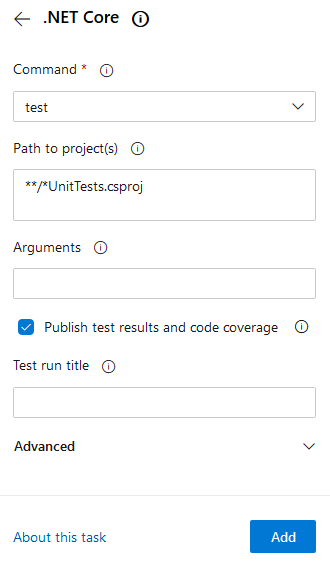 .NET Core
Command *
test
Path to project(s)
**/*UnitTests.csproj
Arguments
Publish test results and code coverage
Test run title
Advanced
About this task
Add